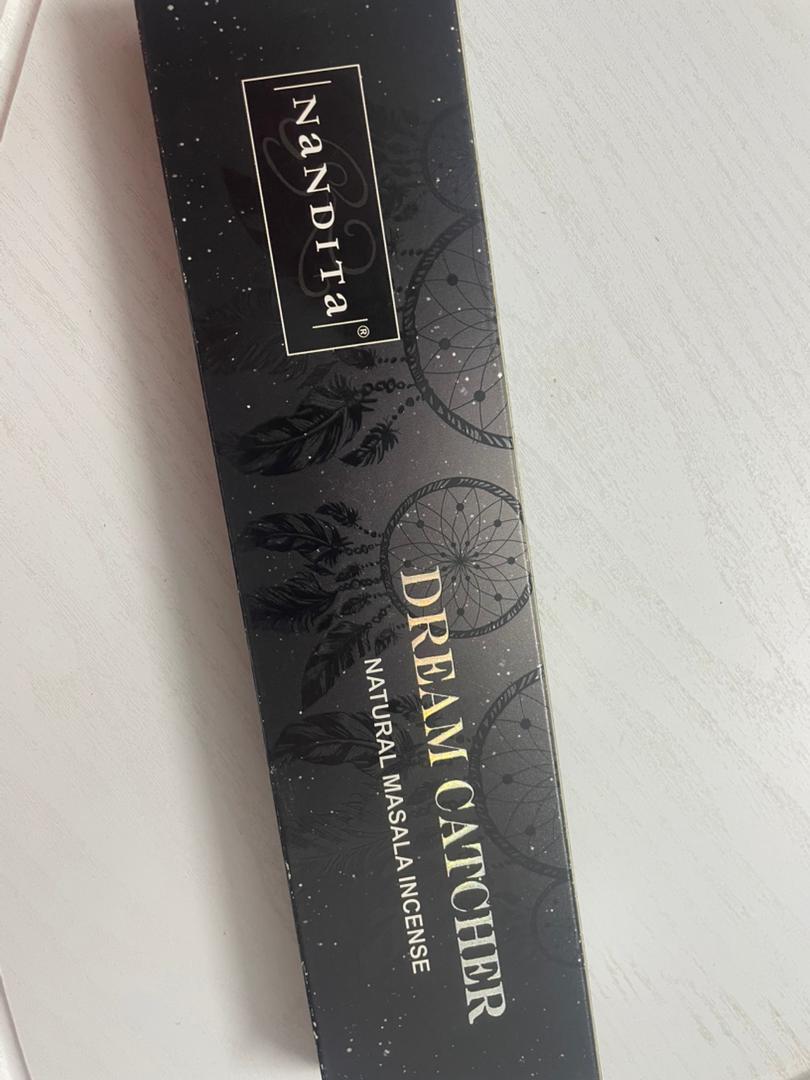 |NaNDITa|®
DREAM CATCHER
NATURAL MASALA INCENSE